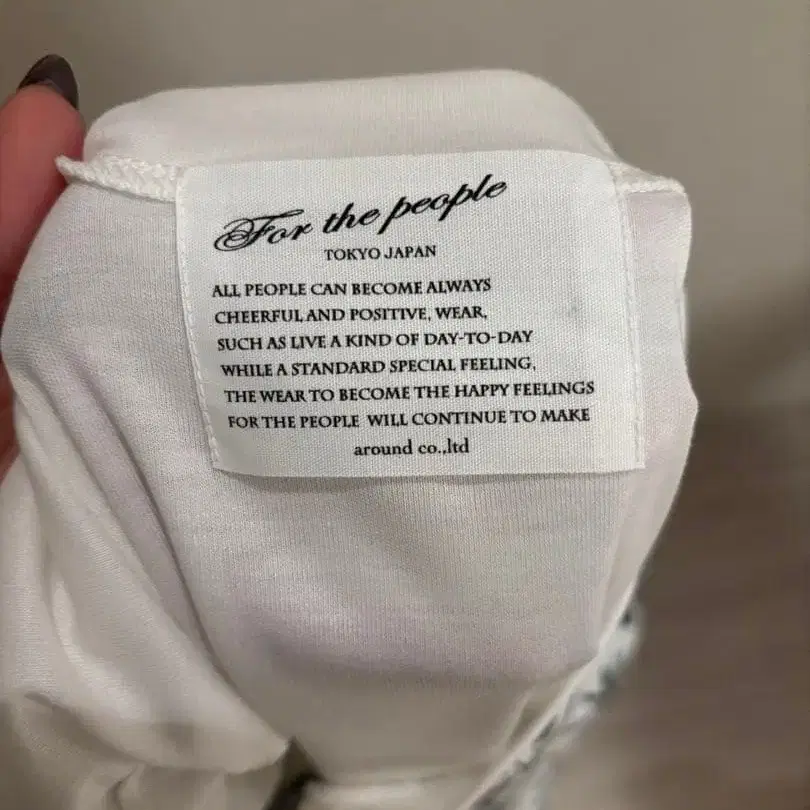 For the people
TOKYO JAPAN
ALL PEOPLE CAN BECOME ALWAYS
CHEERFUL AND POSITIVE, WEAR,
SUCH AS LIVE A KIND OF DAY-TO-DAY
WHILE A STANDARD SPECIAL FEELING,
THE WEAR TO BECOME THE HAPPY FEELINGS
FOR THE PEOPLE WILL CONTINUE TO MAKE
around co.,ltd